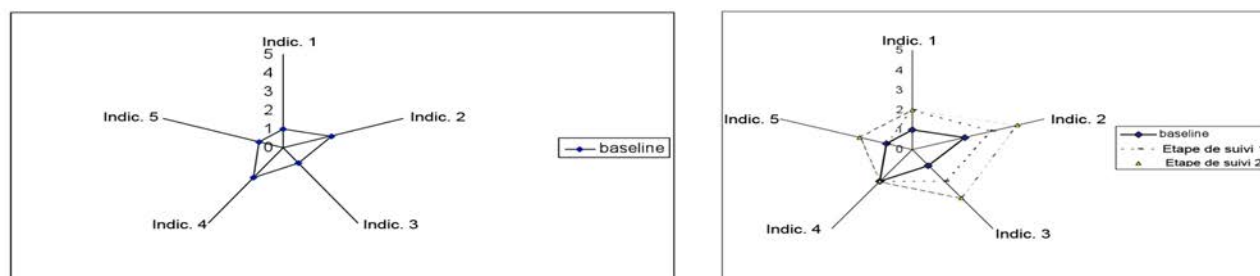 Indic. 1
5
4
3
2
1
0
Indic. 2
Indic. 3
Indic. 4
Indic. 5
baseline
Indic. 1
5
4
3
2
1
0
Indic. 2
Indic. 3
Indic. 4
Indic. 5
baseline
Etape de suivi 1
Etape de suivi 2